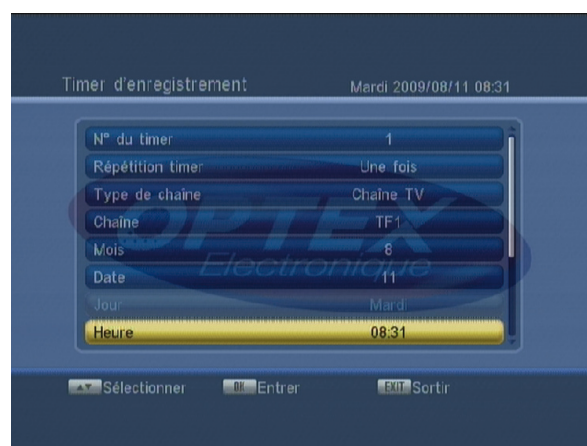 Timer d'enregistrement Mardi 2009/08/11 08:31
N° du timer 1
Répétition timer Une fois
Type de chaîne Chaîne TV
Chaîne TF1
Mois 8
Date 11
Jour Mardi
Heure 08:31
OPTEX
Electronique
▲▼ Sélectionner OK Entrer EXIT Sortir